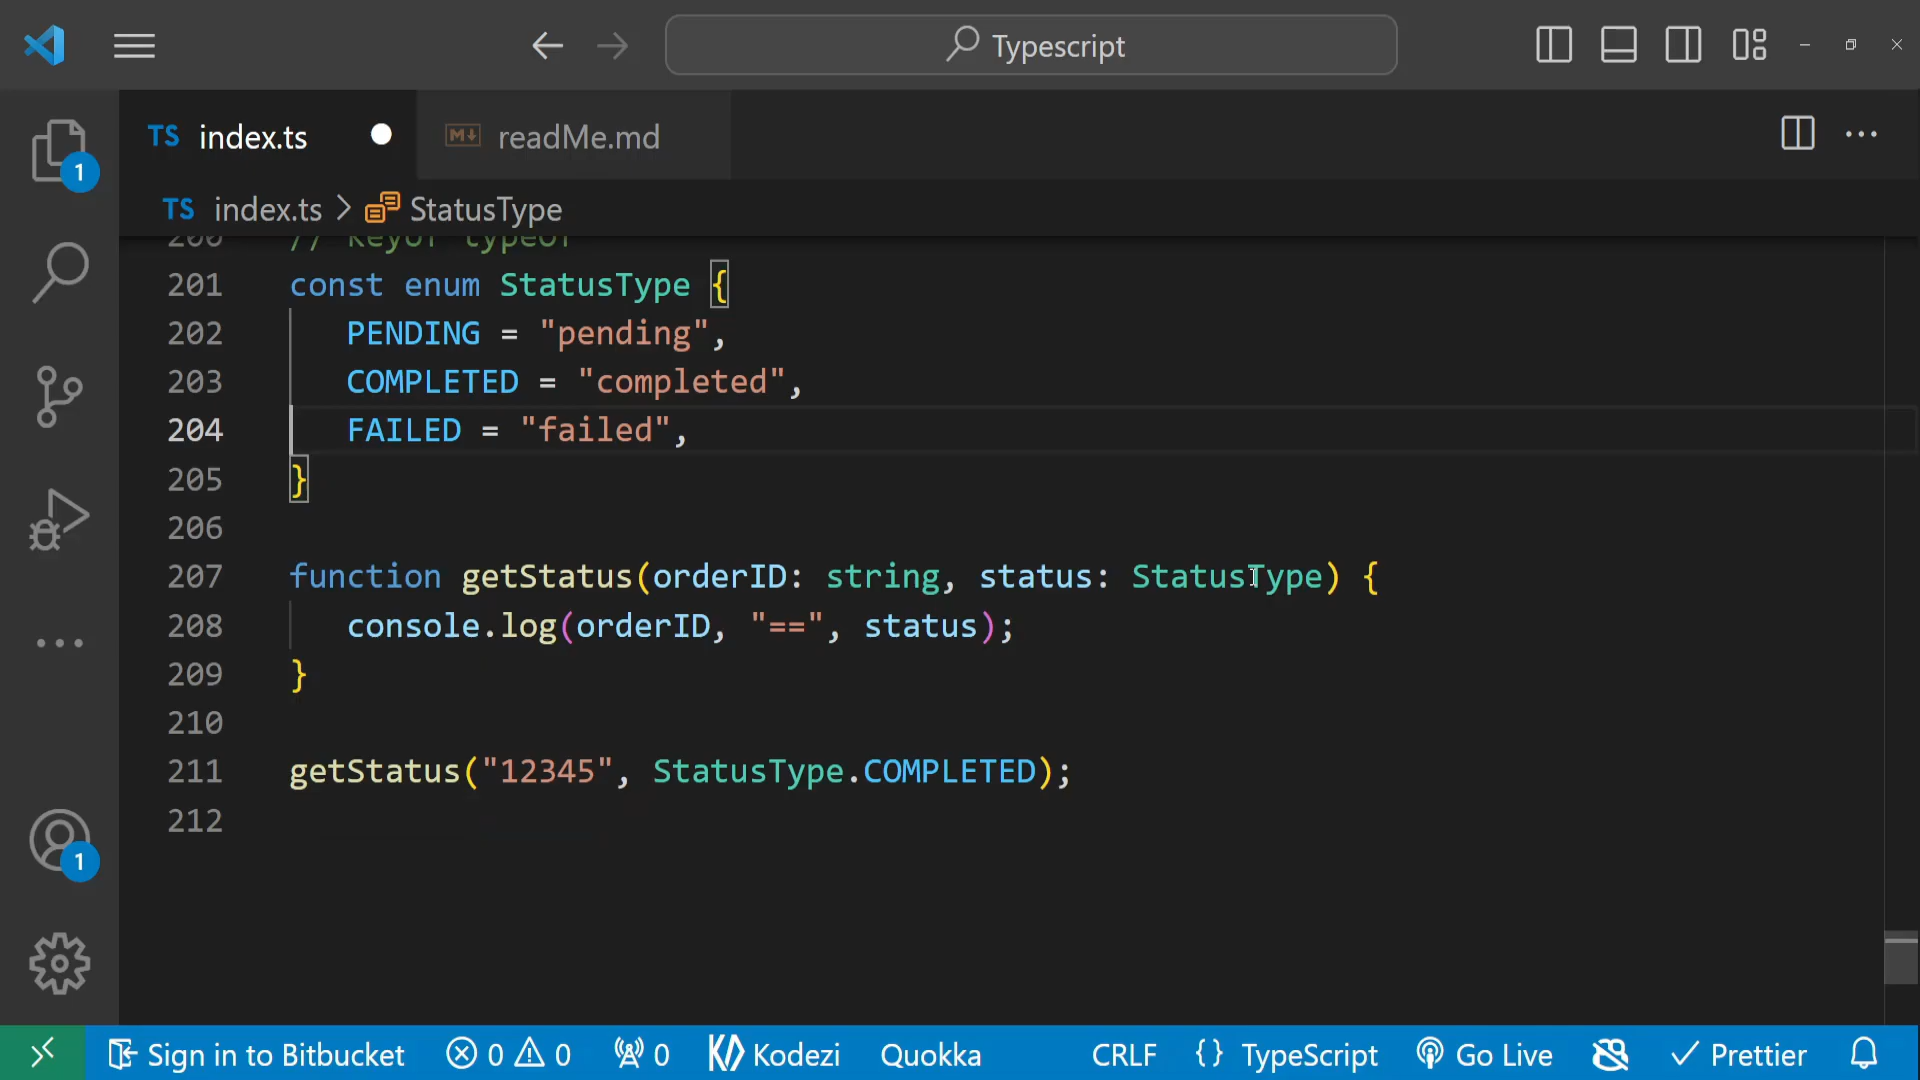 Typescript
TS index.ts
M↓ readMe.md
1
TS index.ts > StatusType
200 // Keyof typeof
201 const enum StatusType {
202 PENDING = "pending",
203 COMPLETED = "completed",
204 FAILED = "failed",
205 }
206
207 function getStatus(orderID: string, status: StatusType) {
208 console.log(orderID, "==", status);
209 }
210
211 getStatus("12345", StatusType.COMPLETED);
212
1
Sign in to Bitbucket 0 0 0 Kodezi Quokka CRLF {} TypeScript Go Live Prettier